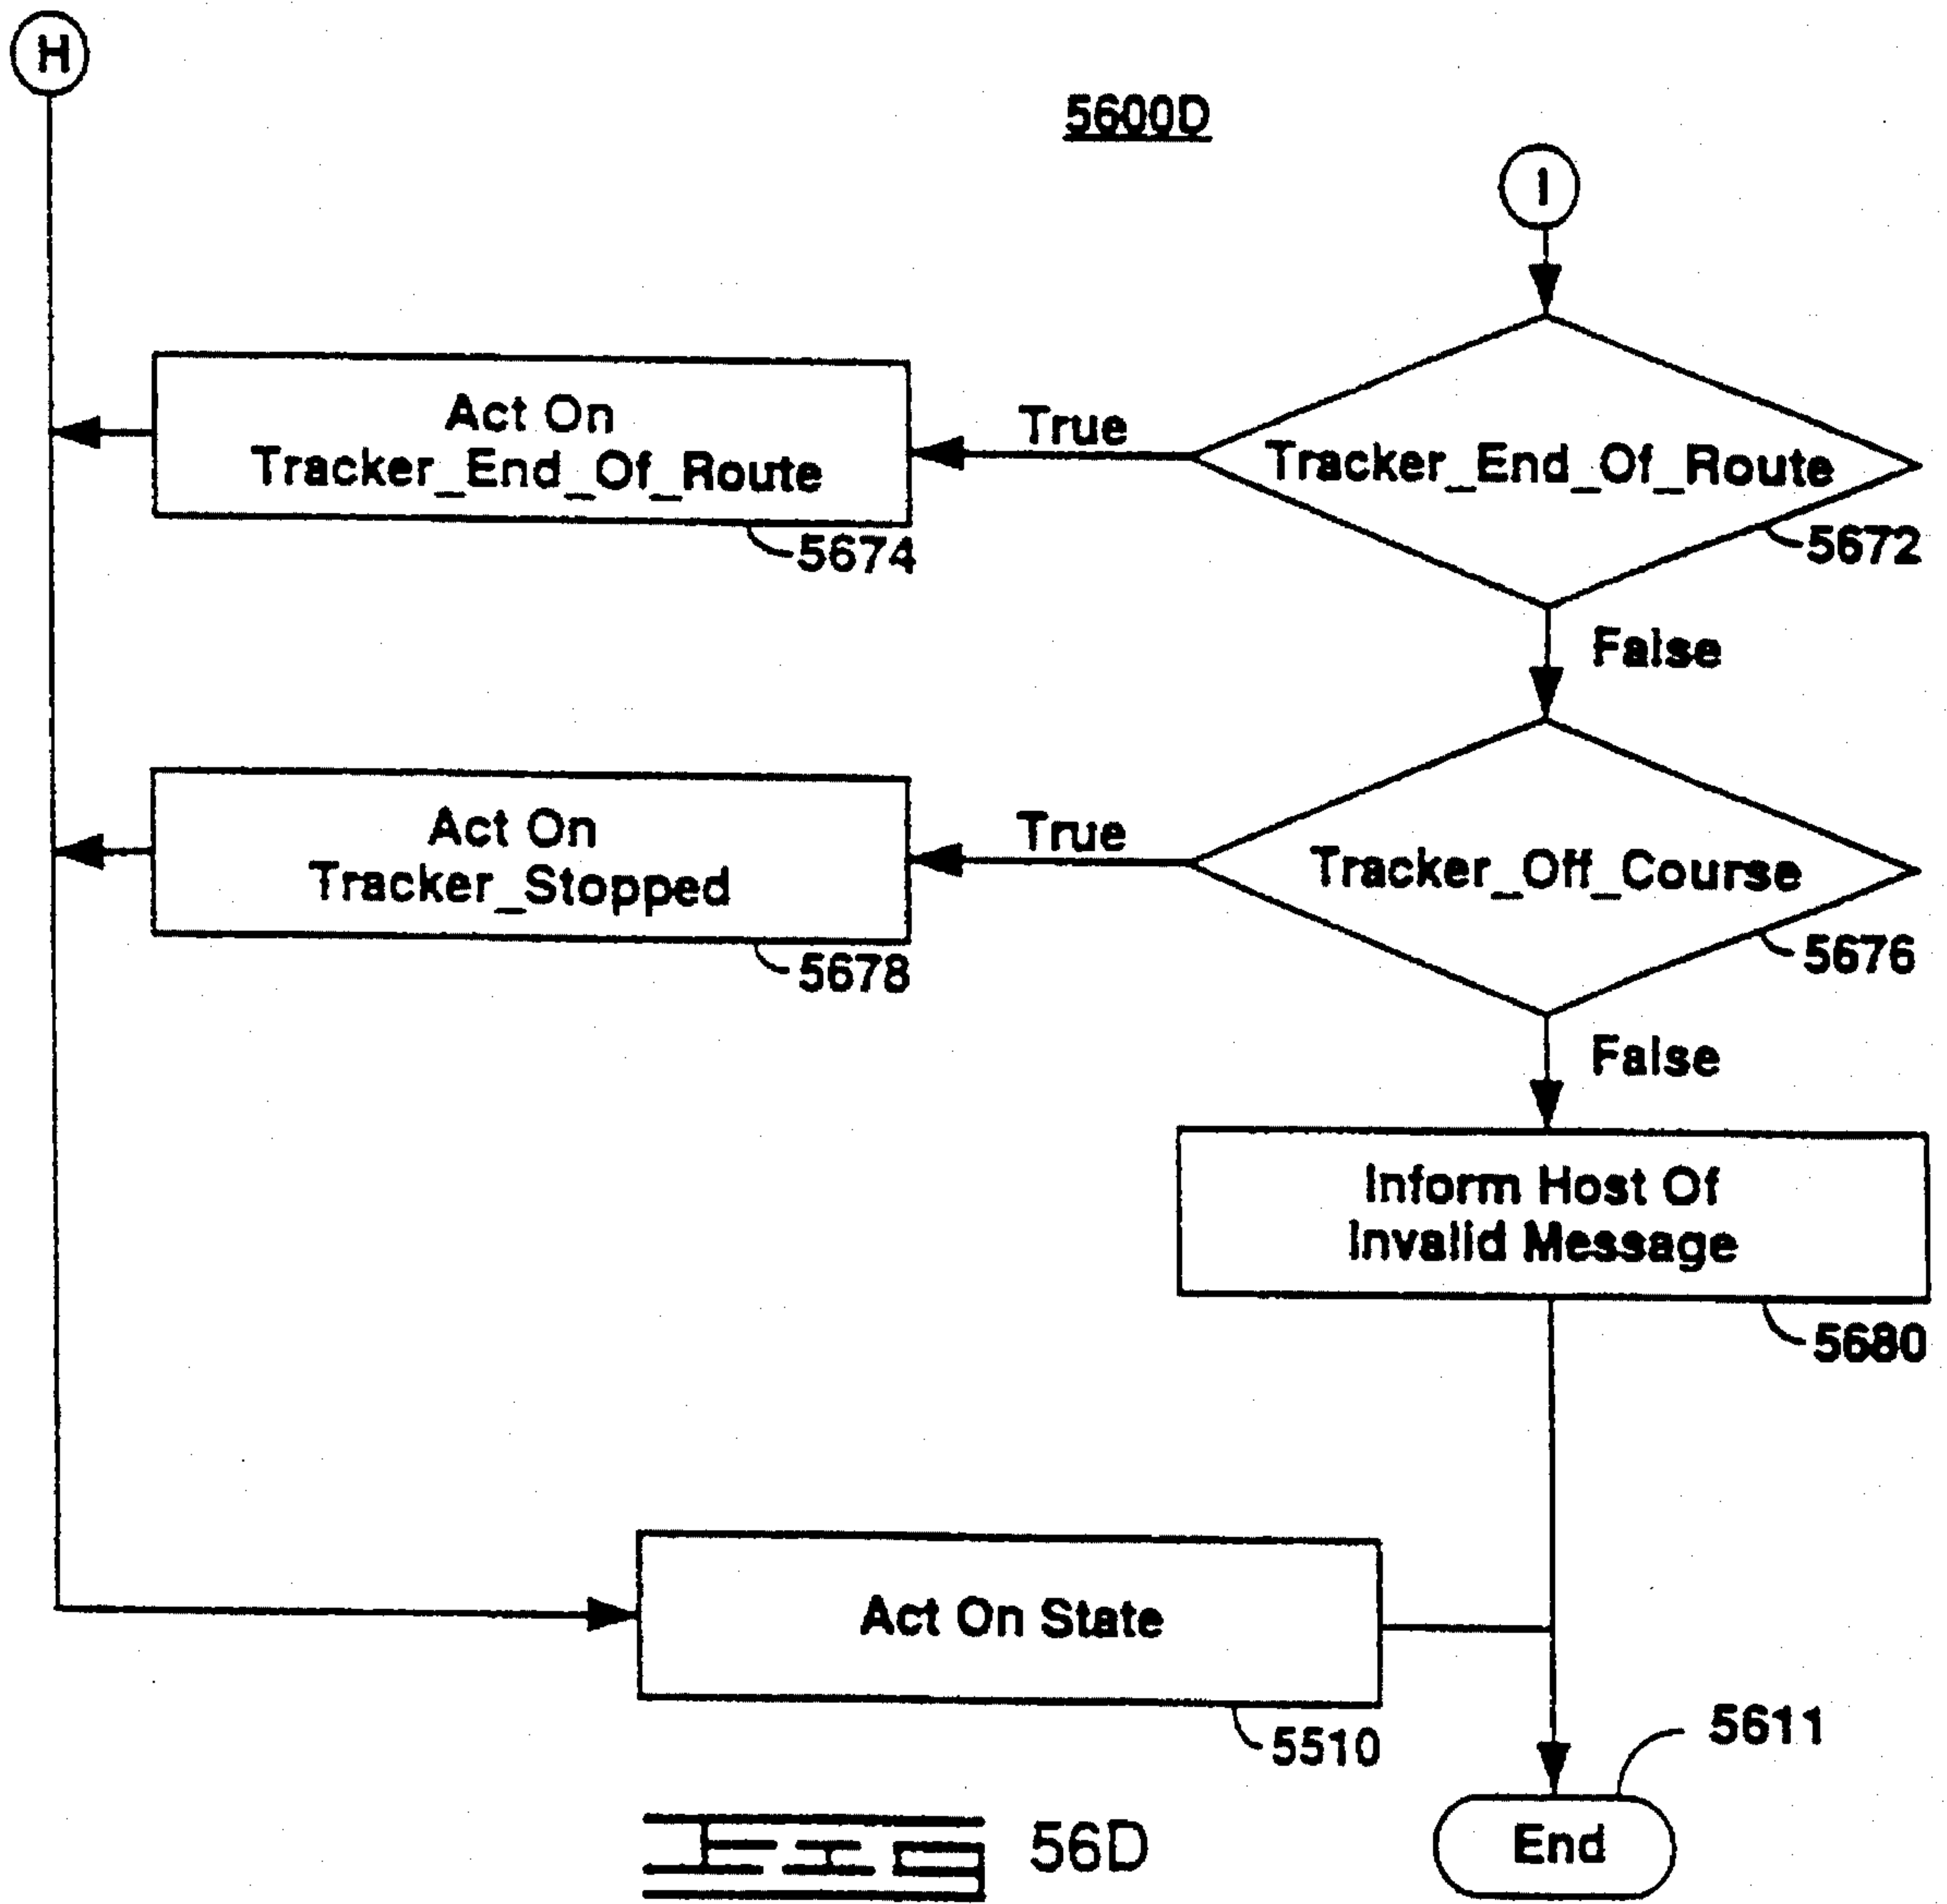 H
5600D
I
Act On
Tracker_End_Of_Route
True
Tracker_End_Of_Route
5674
5672
False
Act On
Tracker_Stopped
True
Tracker_Off_Course
5678
5676
False
Inform Host Of
Invalid Message
5680
Act On State
5510
5611
End
FIG 56D